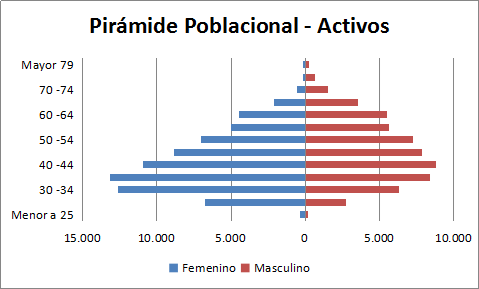 Pirámide Poblacional - Activos
Mayor 79
70 -74
60 -64
50 -54
40 -44
30 -34
Menor a 25
15.000 10.000 5.000 0 5.000 10.000
Femenino Masculino